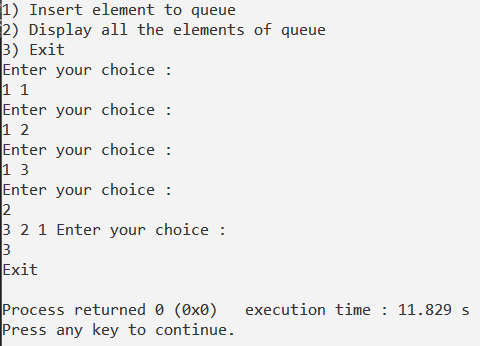 1) Insert element to queue
2) Display all the elements of queue
3) Exit
Enter your choice :
1 1
Enter your choice :
1 2
Enter your choice :
1 3
Enter your choice :
2
3 2 1 Enter your choice :
3
Exit

Process returned 0 (0x0)   execution time : 11.829 s
Press any key to continue.